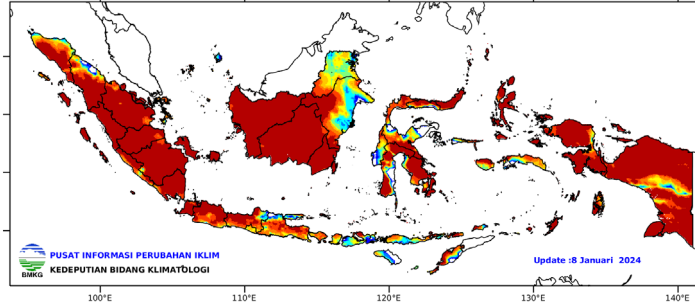 PUSAT INFORMASI PERUBAHAN IKLIM
KEDEPUTIAN BIDANG KLIMATOLOGI
BMKG
Update :8 Januari 2024
100°E 110°E 120°E 130°E 140°E